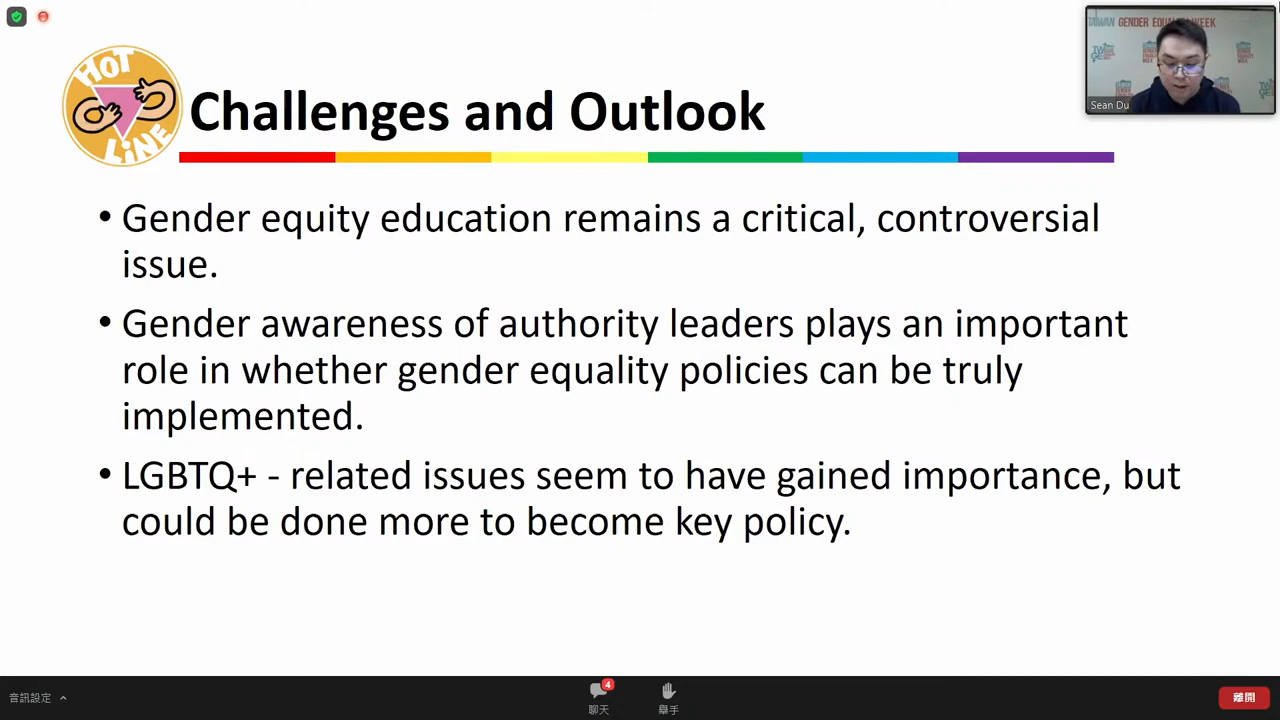 HOT
LINE
Challenges and Outlook
TAIWAN GENDER EQUALITY WEEK
Sean Du
• Gender equity education remains a critical, controversial
issue.
• Gender awareness of authority leaders plays an important
role in whether gender equality policies can be truly
implemented.
• LGBTQ+ - related issues seem to have gained importance, but
could be done more to become key policy.
音訊設定
4
聊天
舉手
離開